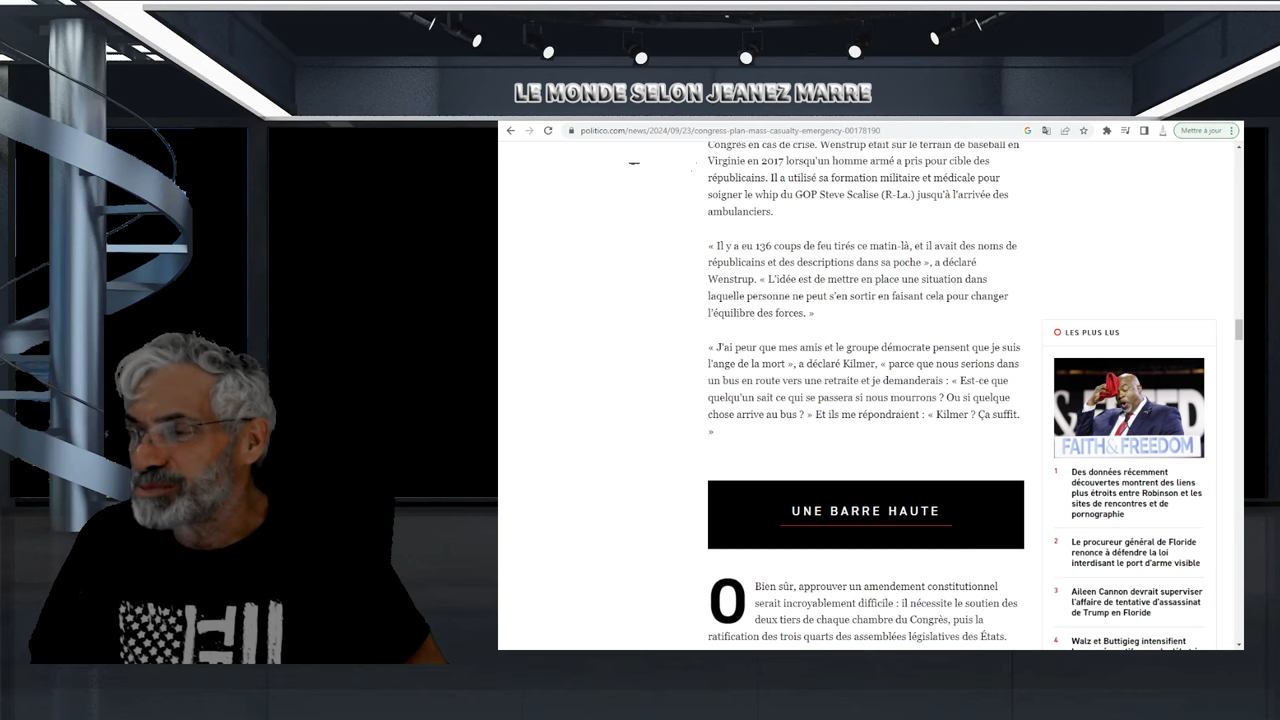 LE MONDE SELON JEANEZ MARRE
politico.com/news/2024/09/23/congress-plan-mass-casualty-emergency-00178190
Mettre à jour
Congrès en cas de crise. Wenstrup était sur le terrain de baseball en
Virginie en 2017 lorsqu'un homme armé a pris pour cible des
républicains. Il a utilisé sa formation militaire et médicale pour
soigner le whip du GOP Steve Scalise (R-La.) jusqu'à l'arrivée des
ambulanciers.
« Il y a eu 136 coups de feu tirés ce matin-là, et il avait des noms de
républicains et des descriptions dans sa poche », a déclaré
Wenstrup. « L'idée est de mettre en place une situation dans
laquelle personne ne peut s'en sortir en faisant cela pour changer
l'équilibre des forces. »
« J'ai peur que mes amis et le groupe démocrate pensent que je suis
l'ange de la mort », a déclaré Kilmer, « parce que nous serions dans
un bus en route vers une retraite et je demanderais : « Est-ce que
quelqu'un sait ce qui se passera si nous mourrons ? Ou si quelque
chose arrive au bus ? » Et ils me répondraient : « Kilmer ? Ça suffit.
»
UNE BARRE HAUTE
O Bien sûr, approuver un amendement constitutionnel
serait incroyablement difficile : il nécessite le soutien des
deux tiers de chaque chambre du Congrès, puis la
ratification des trois quarts des assemblées législatives des États.
LES PLUS LUS
FAITH & FREEDOM
1 Des données récemment
découvertes montrent des liens
plus étroits entre Robinson et les
sites de rencontres et de
pornographie
2 Le procureur général de Floride
renonce à défendre la loi
interdisant le port d'arme visible
3 Aileen Cannon devrait superviser
l'affaire de tentative d'assassinat
de Trump en Floride
4 Walz et Buttigieg intensifient